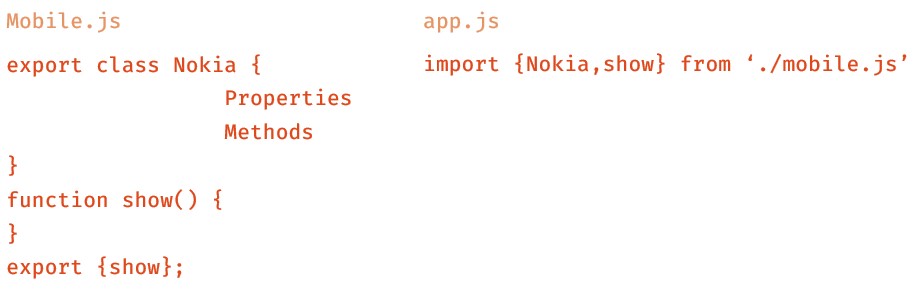 Mobile.js
export class Nokia {
Properties
Methods
}
function show() {
}
export {show};
app.js
import {Nokia,show} from ‘./mobile.js’